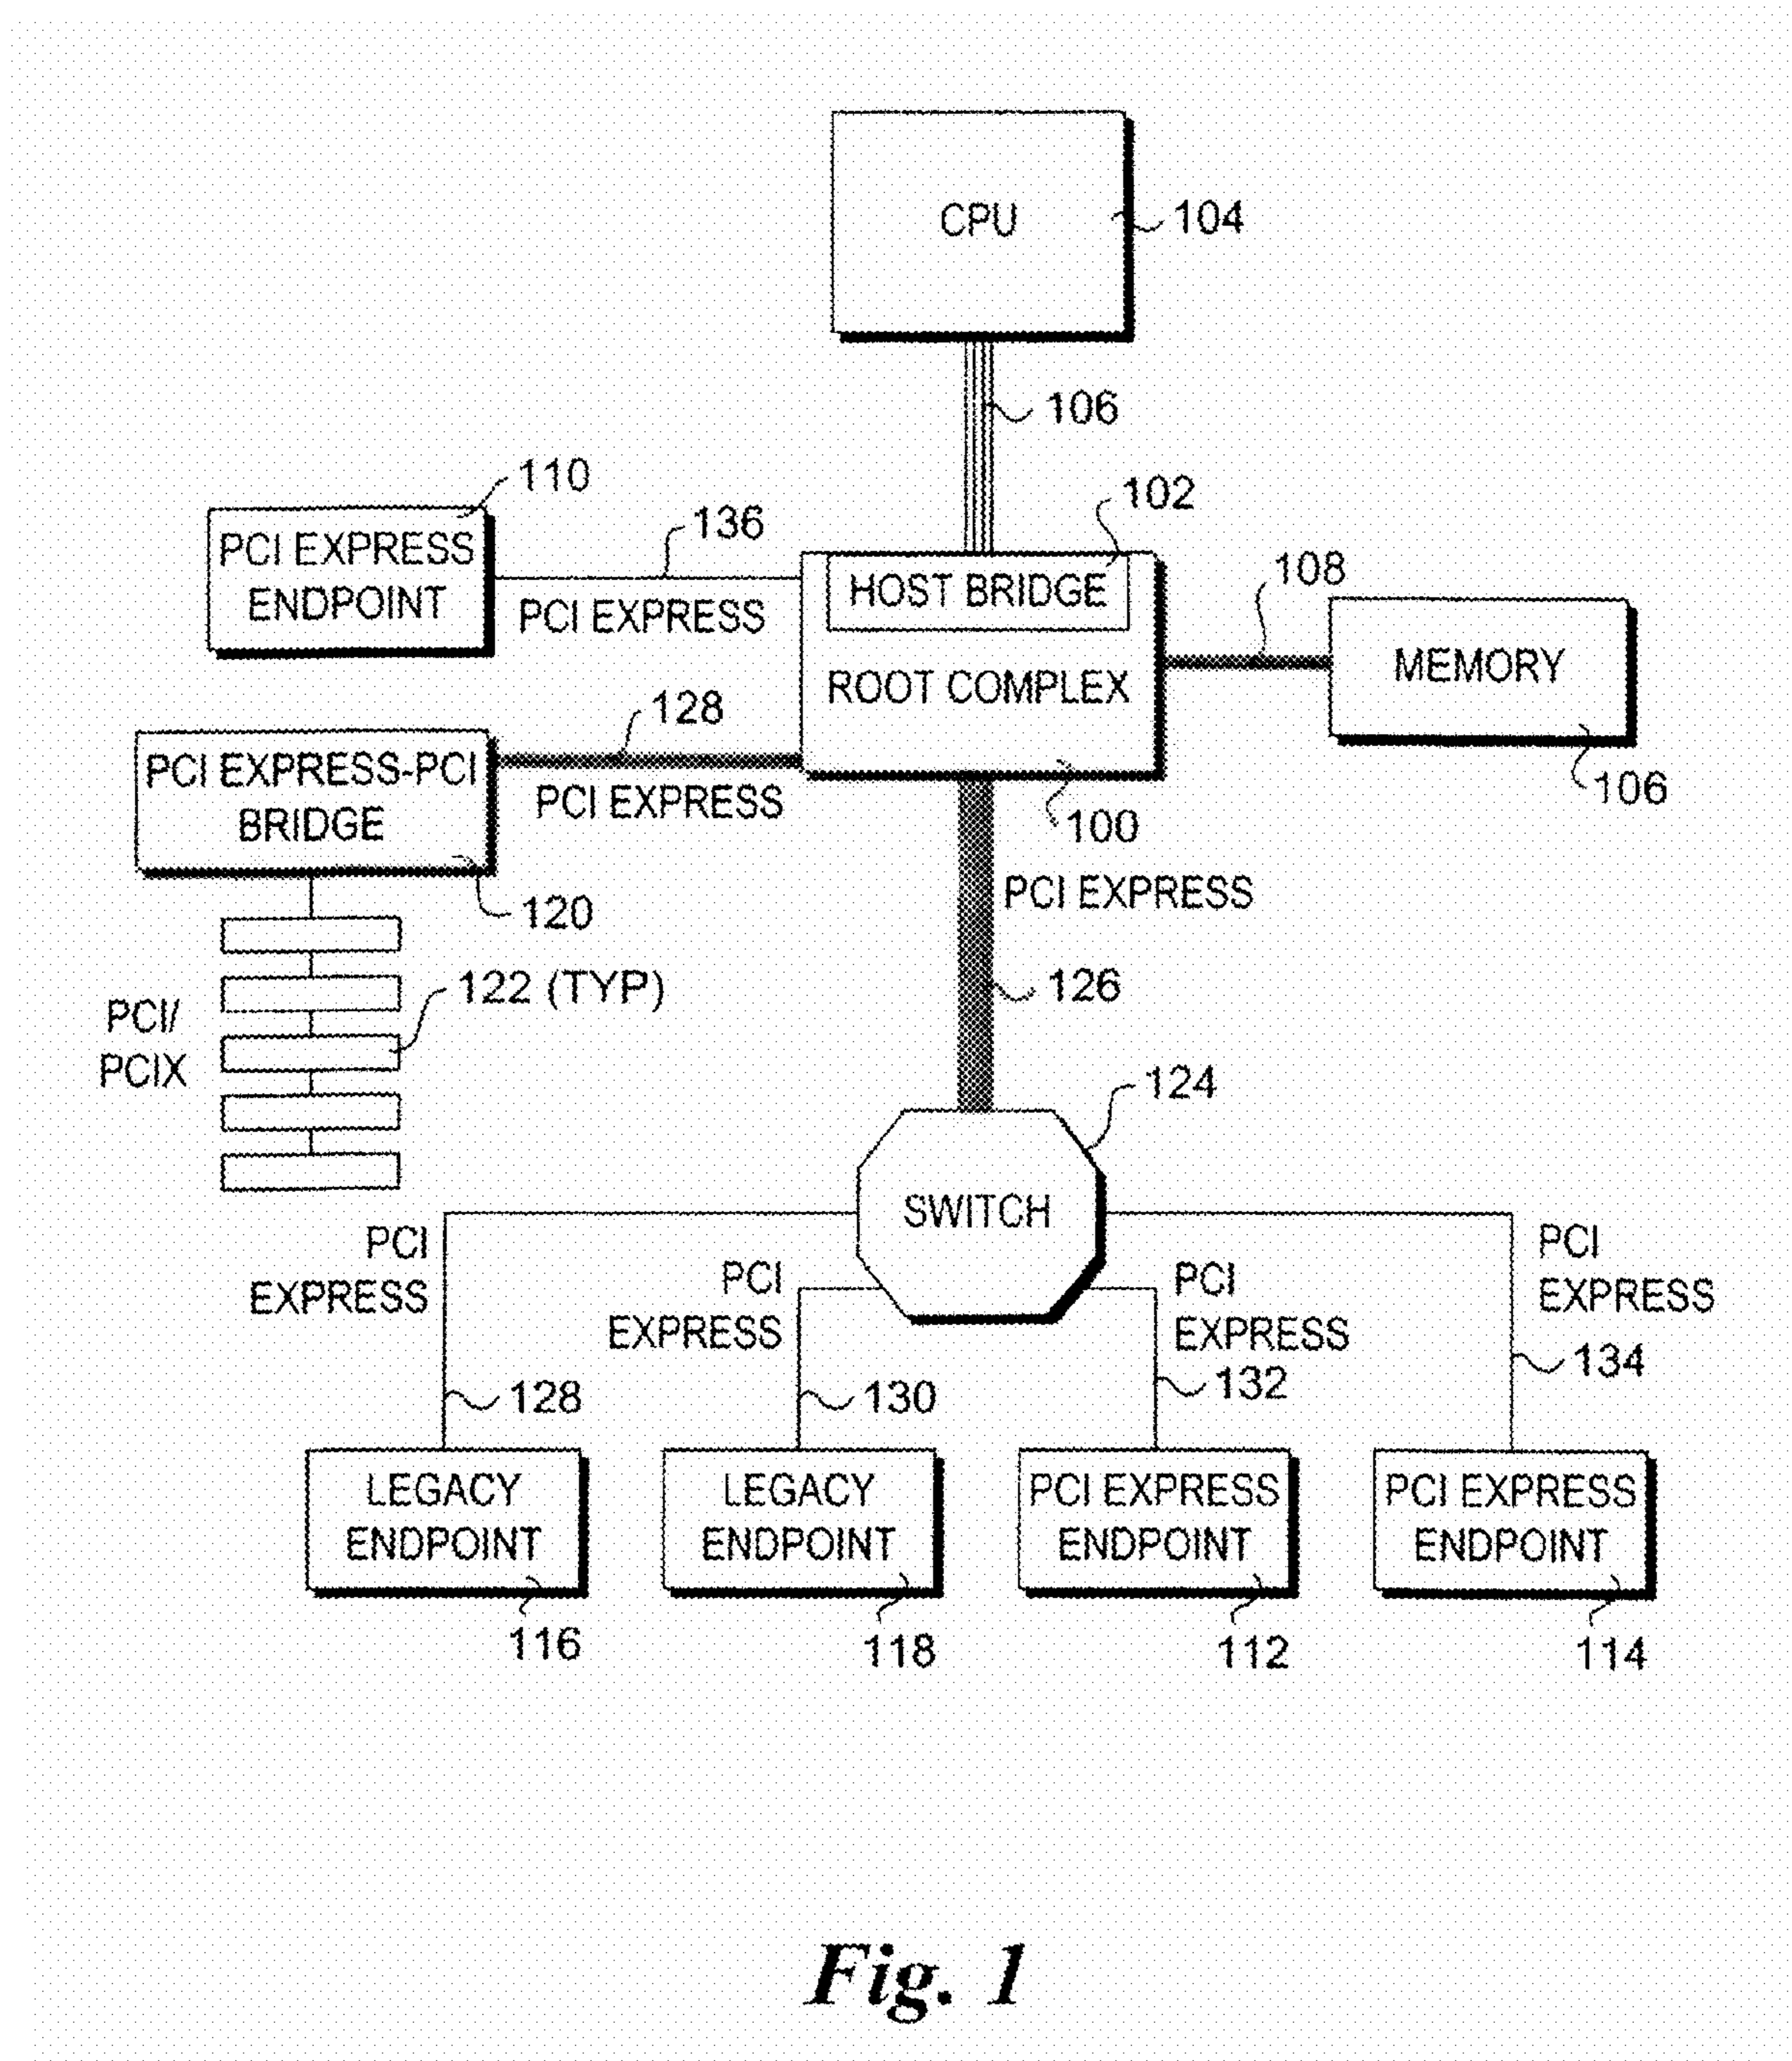 CPU
104
106
110
102
PCI EXPRESS
ENDPOINT
136
PCI EXPRESS
HOST BRIDGE
108
MEMORY
ROOT COMPLEX
128
106
PCI EXPRESS-PCI
BRIDGE
PCI EXPRESS
100
120
PCI EXPRESS
122 (TYP)
126
PCI/
PCIX
124
SWITCH
PCI
EXPRESS
PCI
EXPRESS
PCI
EXPRESS
PCI
EXPRESS
128
130
132
134
LEGACY
ENDPOINT
LEGACY
ENDPOINT
PCI EXPRESS
ENDPOINT
PCI EXPRESS
ENDPOINT
116
118
112
114
Fig. 1